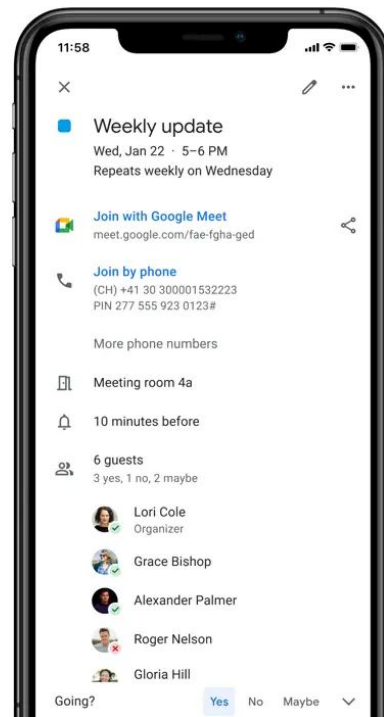 11:58
Weekly update
Wed, Jan 22 · 5–6 PM
Repeats weekly on Wednesday
Join with Google Meet
meet.google.com/fae-fgha-ged
Join by phone
(CH) +41 30 300001532223
PIN 277 555 923 0123#
More phone numbers
Meeting room 4a
10 minutes before
6 guests
3 yes, 1 no, 2 maybe
Lori Cole
Organizer
Grace Bishop
Alexander Palmer
Roger Nelson
Gloria Hill
Going? Yes No Maybe